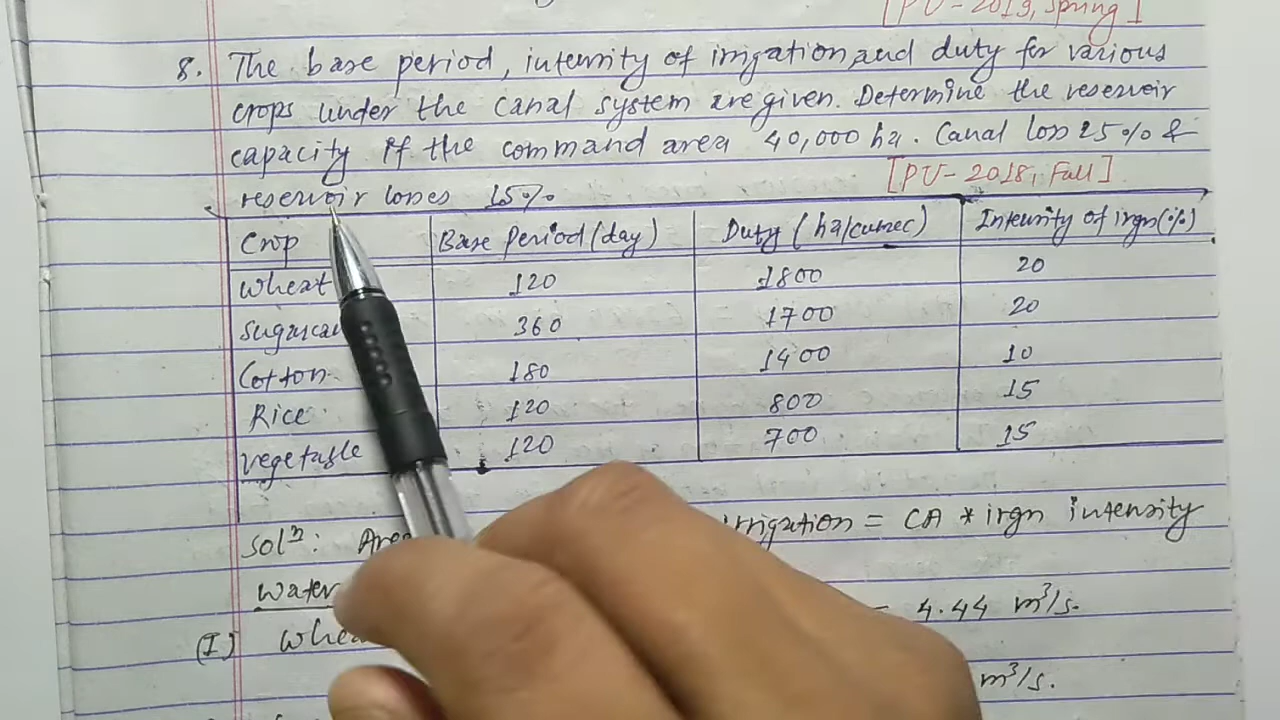 [PU-2019, Spring]
8. The base period, intensity of irrigation, and duty for various
crops under the canal system are given. Determine the reservoir
capacity if the command area 40,000 ha. Canal loss 25% &
reservoir losses 15% [PU-2018, Fall].
Crop Base Period (day) Duty (ha/cumec) Intensity of irgn (%)
Wheat 120 1800 20
360 1700 20
Cotton 180 1400 10
Rice 120 800 15
Vegetable 120 700 15
Solⁿ: irrigation = CA * irgn intensity
Water = 4.44 m³/s.
(I) m³/s.